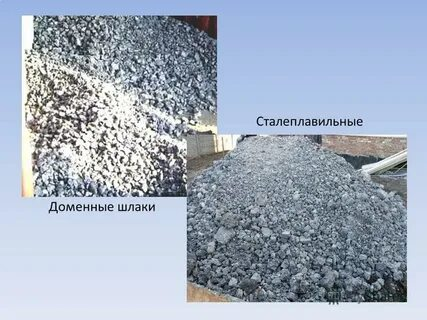 Сталеплавильные
Доменные шлаки